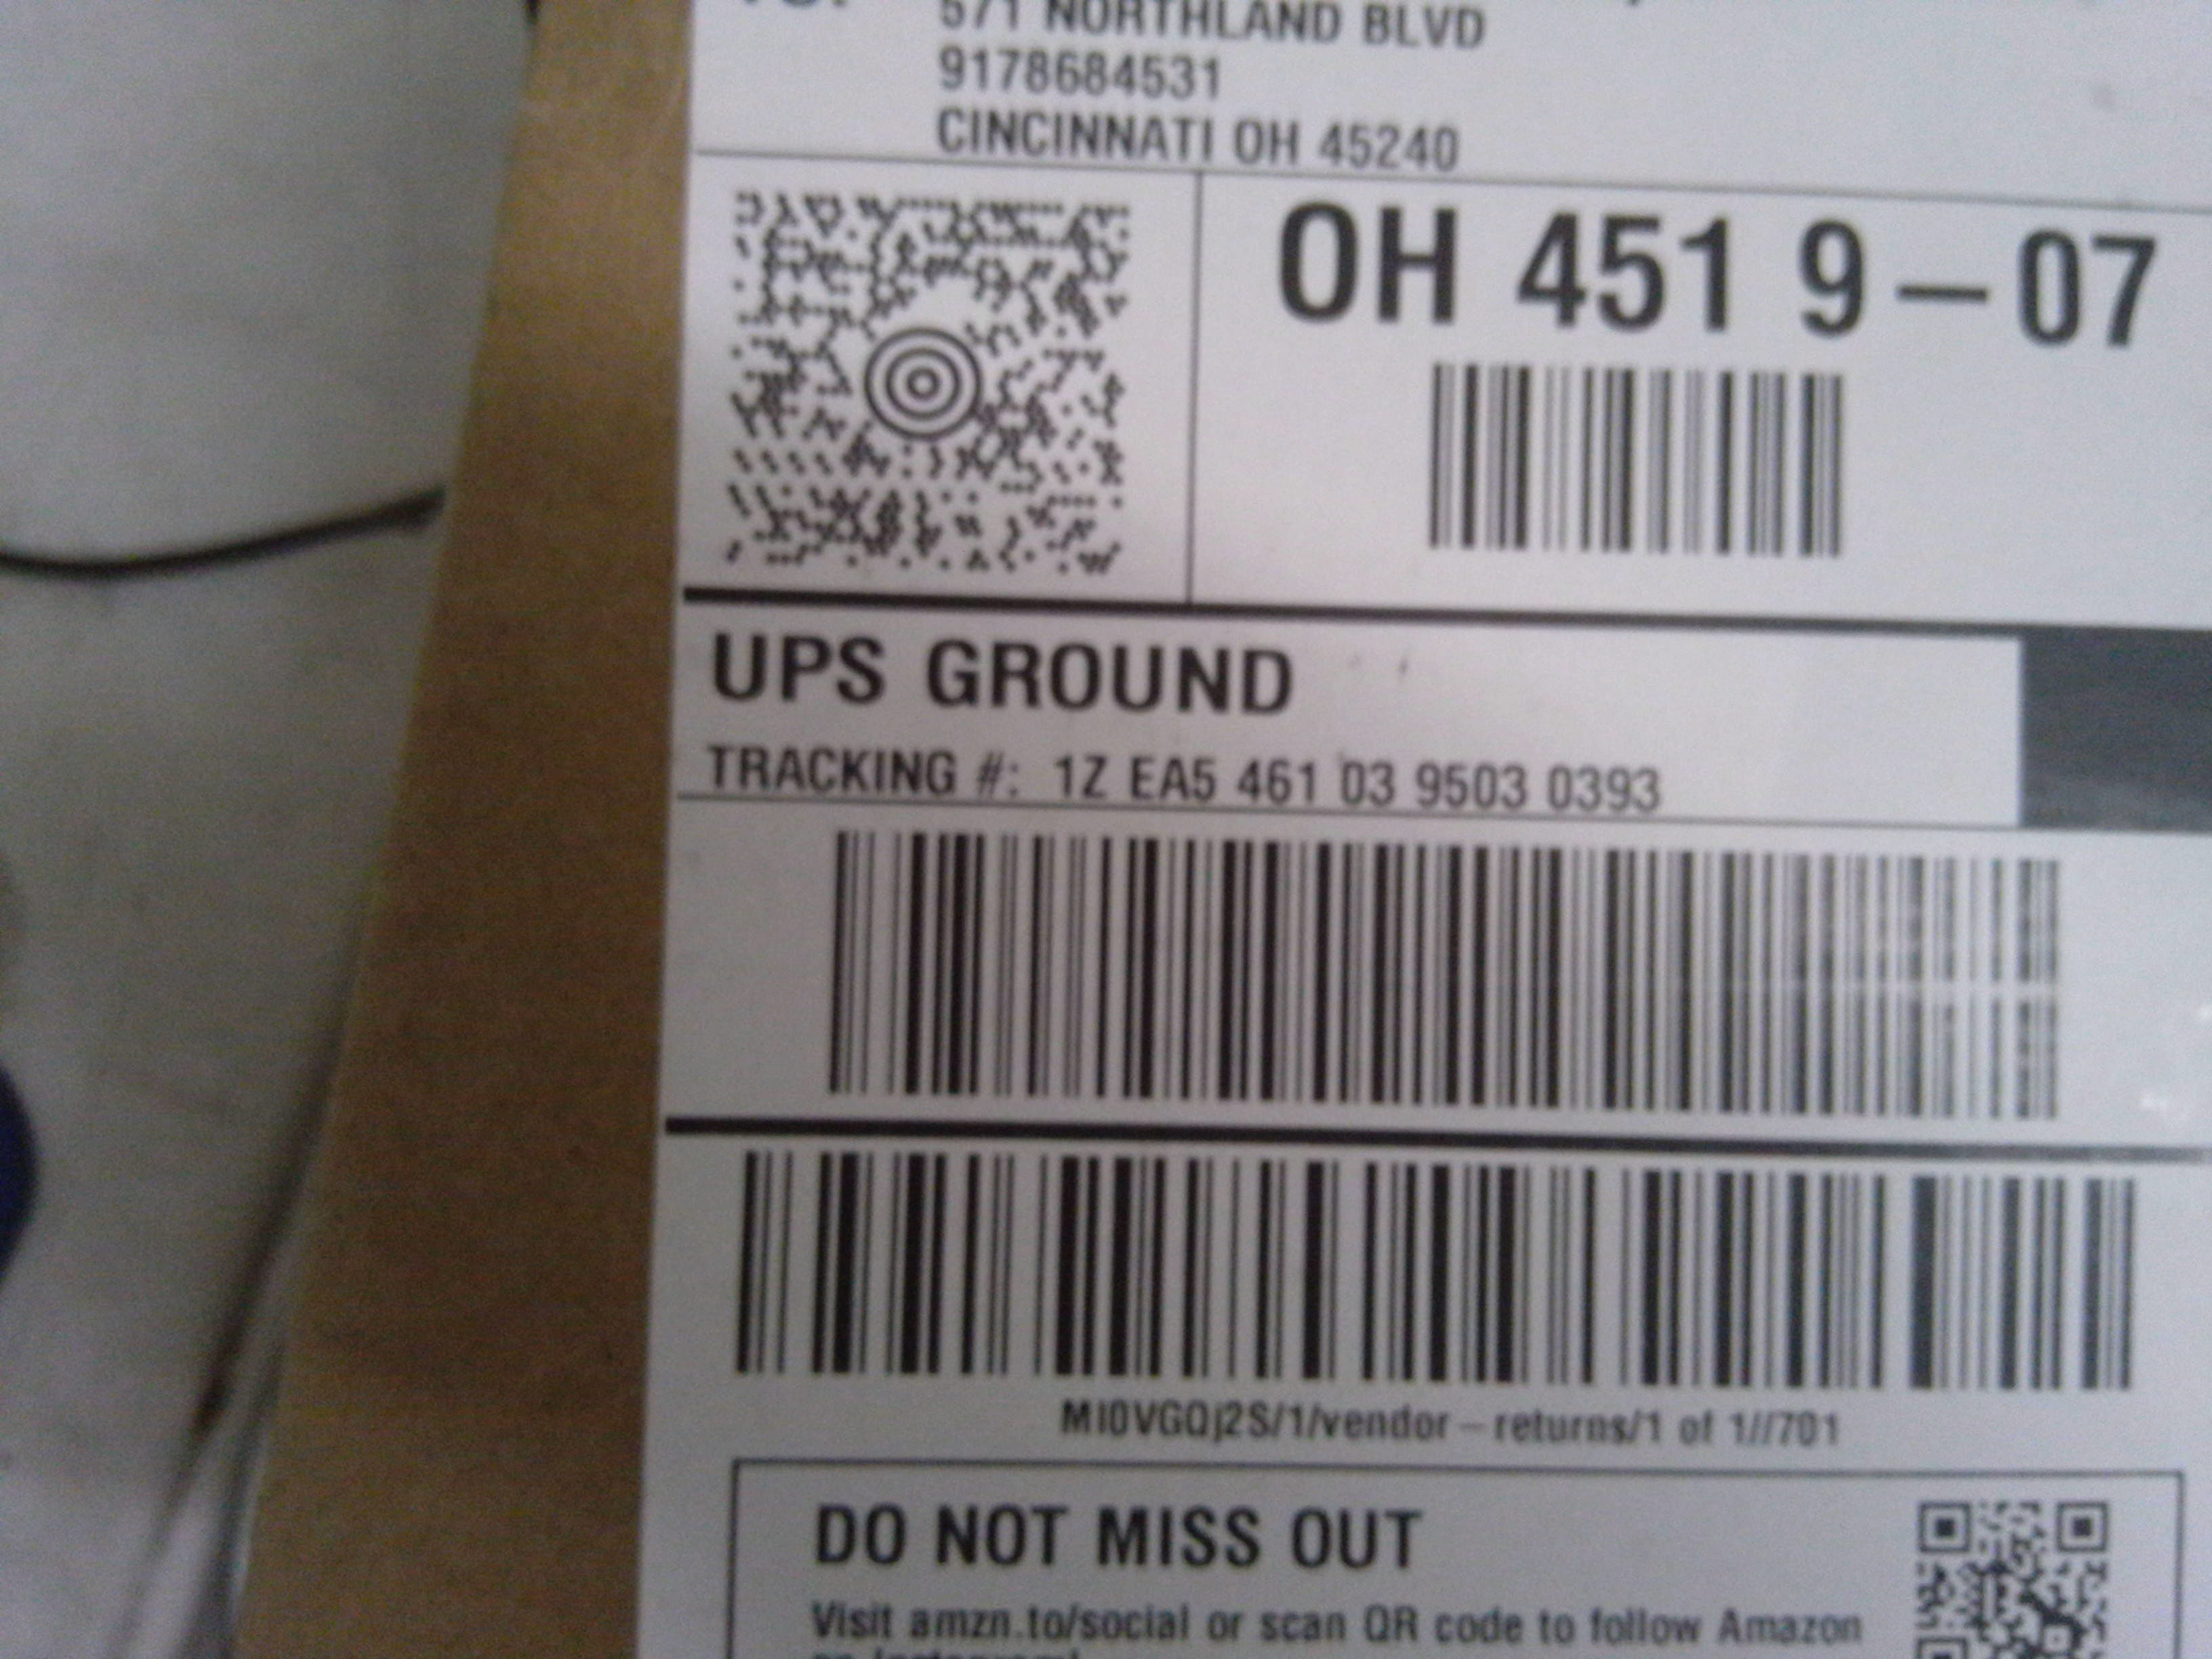 571 NORTHLAND BLVD
9178684531
CINCINNATI OH 45240
OH 451 9-07
UPS GROUND
TRACKING #: 1Z EA5 461 03 9503 0393
MI0VGQj2S/1/vendor-returns/1 of 1//701
DO NOT MISS OUT
Visit amzn.to/social or scan QR code to follow Amazon